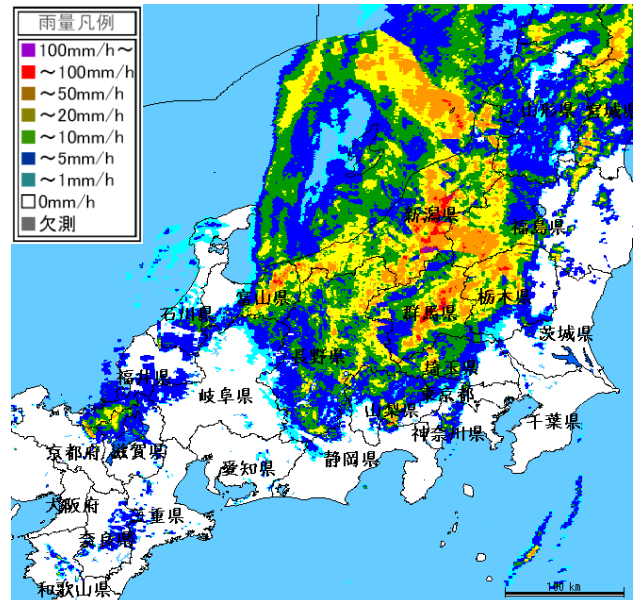 雨量凡例
100mm/h～
～100mm/h
～50mm/h
～20mm/h
～10mm/h
～5mm/h
～1mm/h
0mm/h
欠測
山形県 宮城県
新潟県
福島県
富山県
石川県
群馬県
栃木県
茨城県
長野県
埼玉県
福井県
岐阜県
東京都
山梨県
千葉県
神奈川県
京都府
滋賀県
愛知県
静岡県
大阪府
三重県
奈良県
和歌山県
100 km